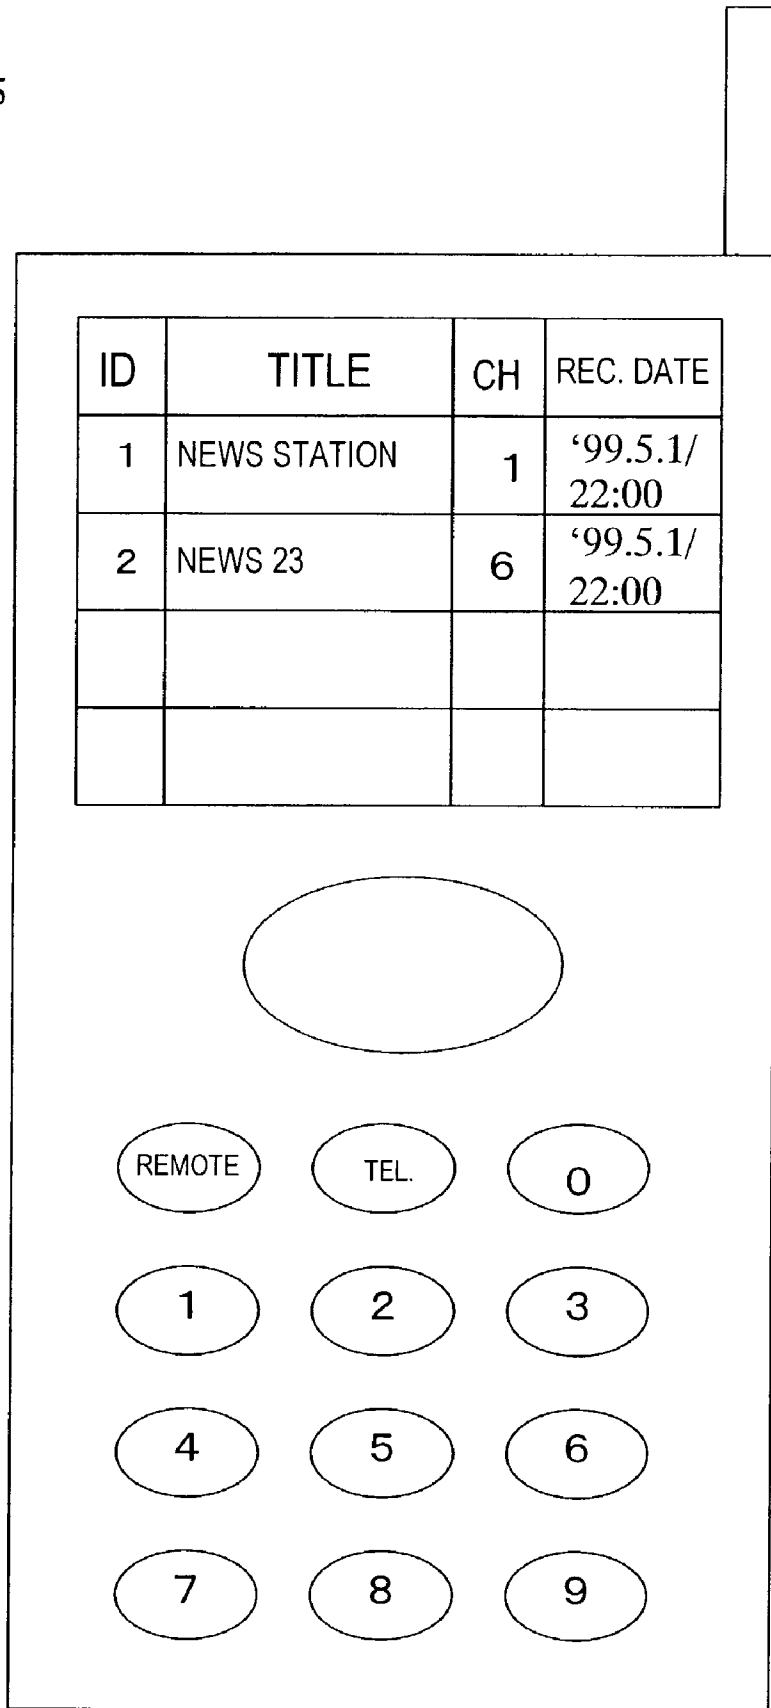 5
ID TITLE CH REC. DATE
1 NEWS STATION 1 ‘99.5.1/
22:00
2 NEWS 23 6 ‘99.5.1/
22:00
REMOTE TEL. 0
1 2 3
4 5 6
7 8 9